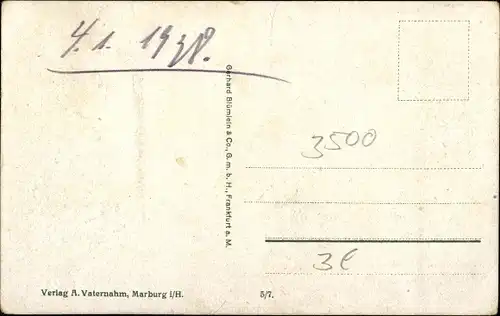 4. 1. 1938.
Gerhard Blümlein & Co., G. m. b. H., Frankfurt a. M.
3500
3€
Verlag A. Vaternahm, Marburg i/H.
5/7.